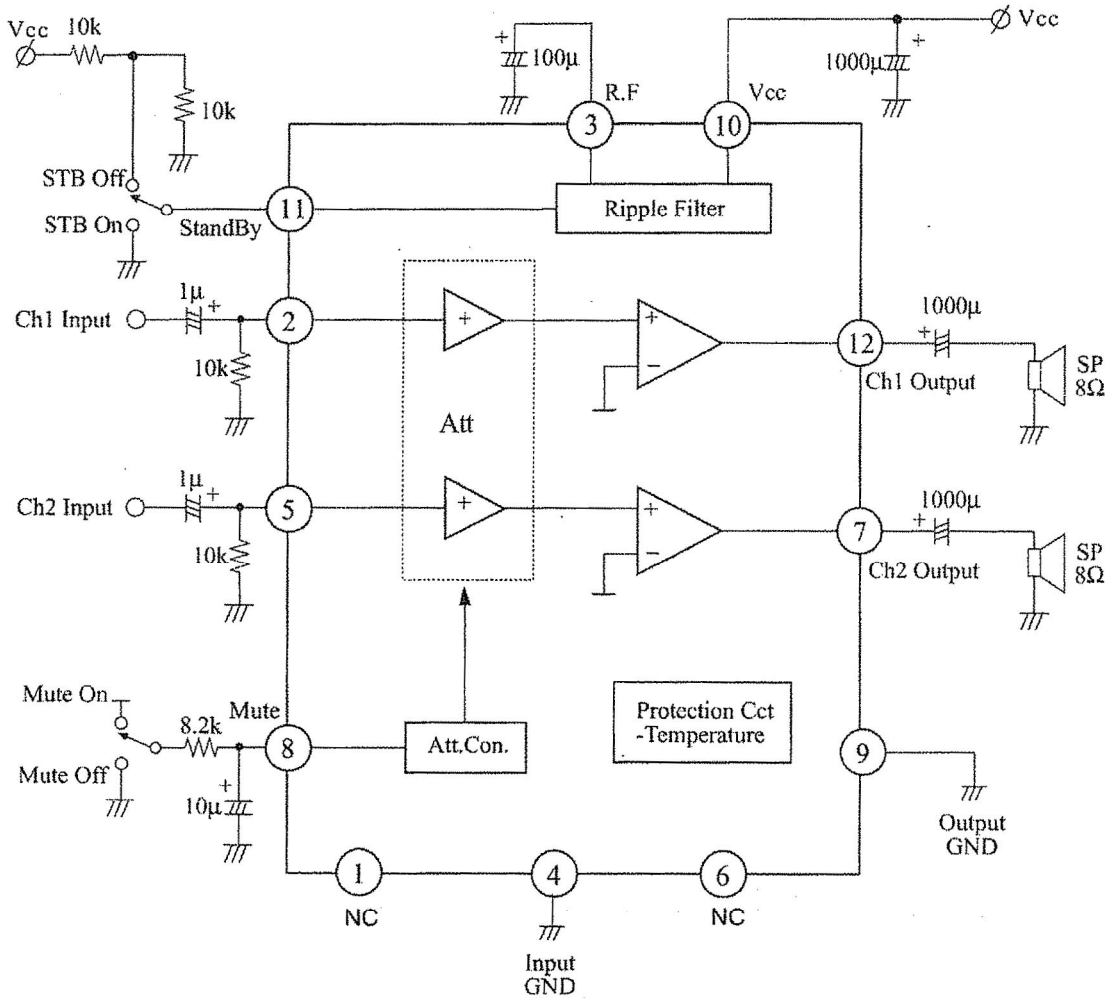 Vcc
10k
10k
STB Off
STB On
StandBy
11
100μ
+
R.F
3
1000μ
+
Vcc
Vcc
10
Ripple Filter
Ch1 Input
1μ
+
10k
2
+
+
−
12
Ch1 Output
1000μ
+
SP
8Ω
Att
Ch2 Input
1μ
+
10k
5
+
+
−
7
Ch2 Output
1000μ
+
SP
8Ω
Mute On
Mute Off
8.2k
Mute
8
+
10μ
Att.Con.
Protection Cct
-Temperature
9
Output
GND
1
NC
4
Input
GND
6
NC